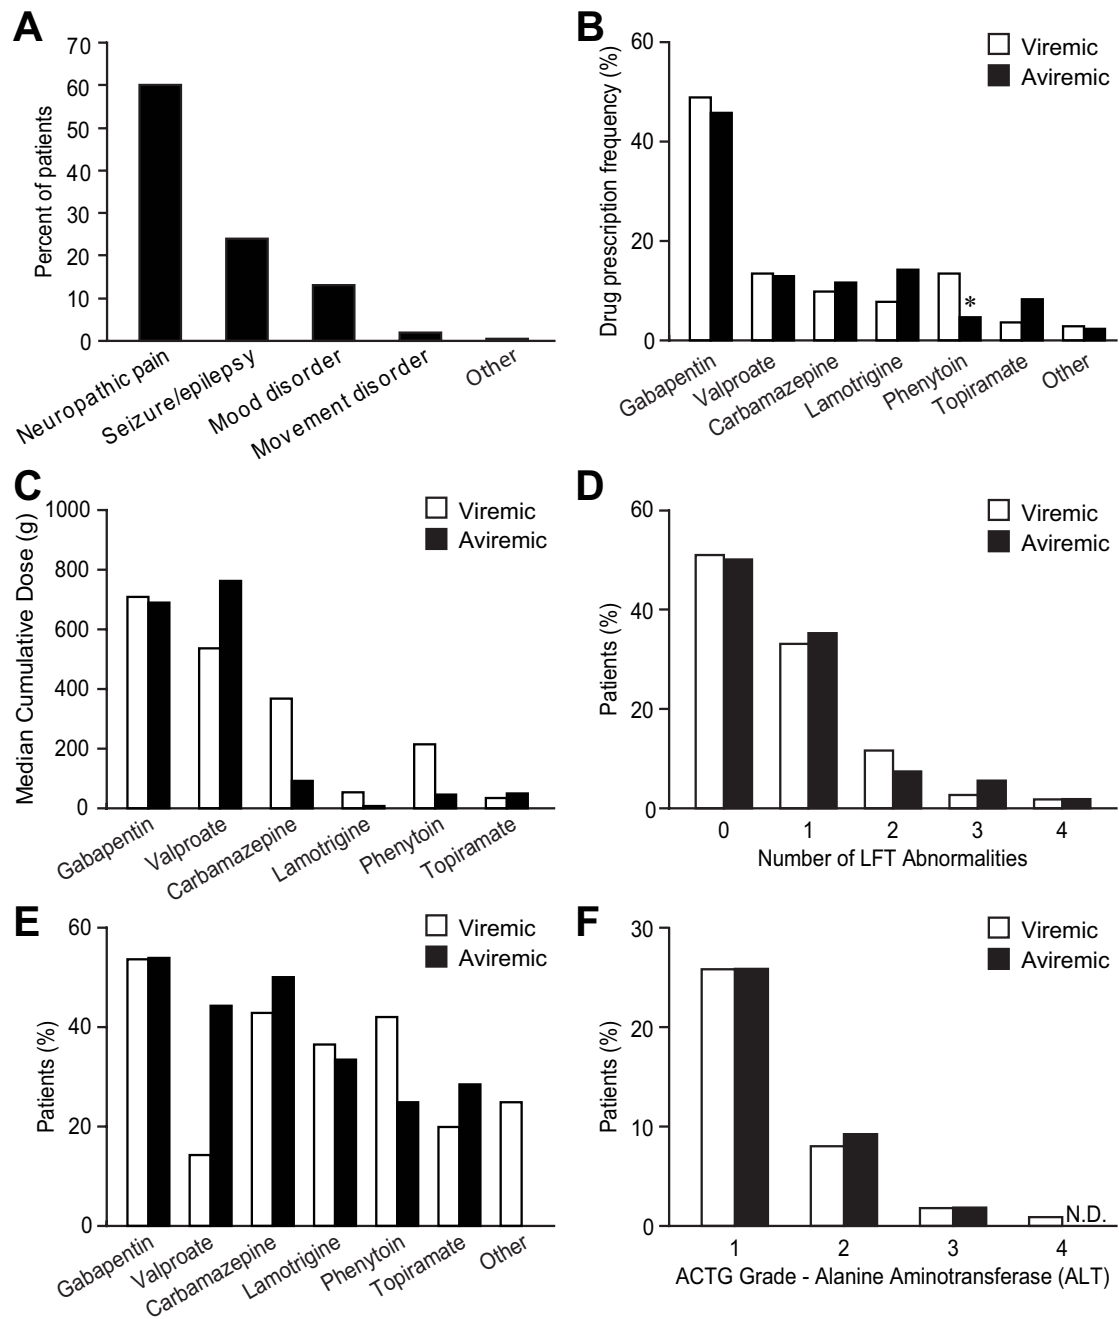 A
70
60
50
40
30
20
10
0
Percent of patients
Neuropathic pain
Seizure/epilepsy
Mood disorder
Movement disorder
Other
B
60
40
20
0
Drug prescription frequency (%)
Viremic
Aviremic
*
Gabapentin
Valproate
Carbamazepine
Lamotrigine
Phenytoin
Topiramate
Other
C
1000
800
600
400
200
0
Median Cumulative Dose (g)
Viremic
Aviremic
Gabapentin
Valproate
Carbamazepine
Lamotrigine
Phenytoin
Topiramate
D
60
40
20
0
Patients (%)
Viremic
Aviremic
0 1 2 3 4
Number of LFT Abnormalities
E
60
40
20
0
Patients (%)
Viremic
Aviremic
Gabapentin
Valproate
Carbamazepine
Lamotrigine
Phenytoin
Topiramate
Other
F
30
20
10
0
Patients (%)
Viremic
Aviremic
N.D.
1 2 3 4
ACTG Grade - Alanine Aminotransferase (ALT)